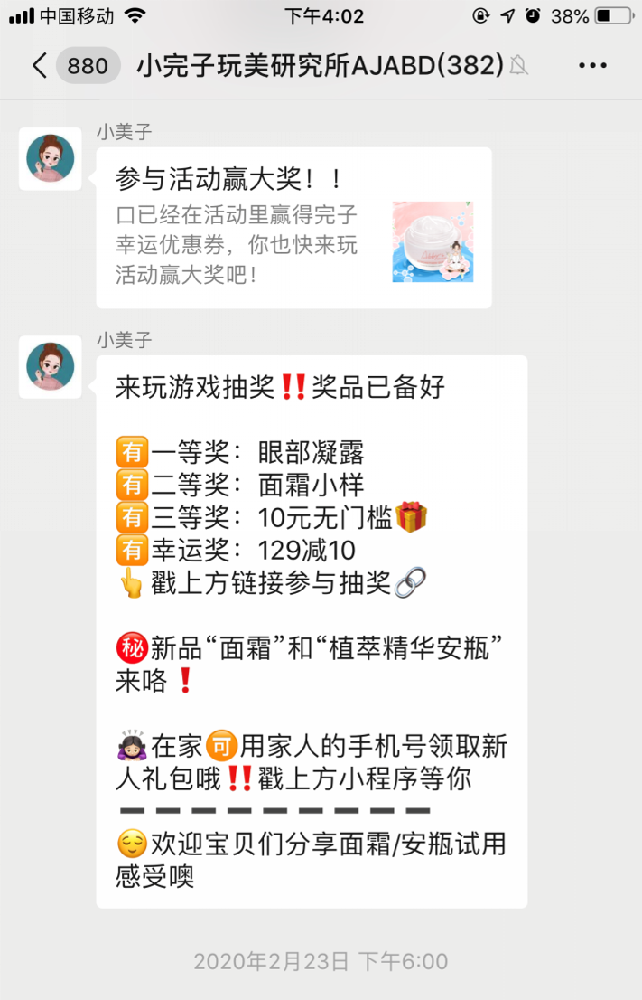 中国移动 下午4:02 38%
880 小完子玩美研究所AJABD(382)
小美子
参与活动赢大奖！！
口已经在活动里赢得完子
幸运优惠券，你也快来玩
活动赢大奖吧！
小美子
来玩游戏抽奖‼️奖品已备好
🈶一等奖：眼部凝露
🈶二等奖：面霜小样
🈶三等奖：10元无门槛🎁
🈶幸运奖：129减10
👆戳上方链接参与抽奖🔗
㊙️新品“面霜”和“植萃精华安瓶”
来咯❗
🙇🏻‍♀️在家🉑用家人的手机号领取新
人礼包哦‼️戳上方小程序等你
➖➖➖➖➖➖➖➖➖
😌欢迎宝贝们分享面霜/安瓶试用
感受噢
2020年2月23日 下午6:00